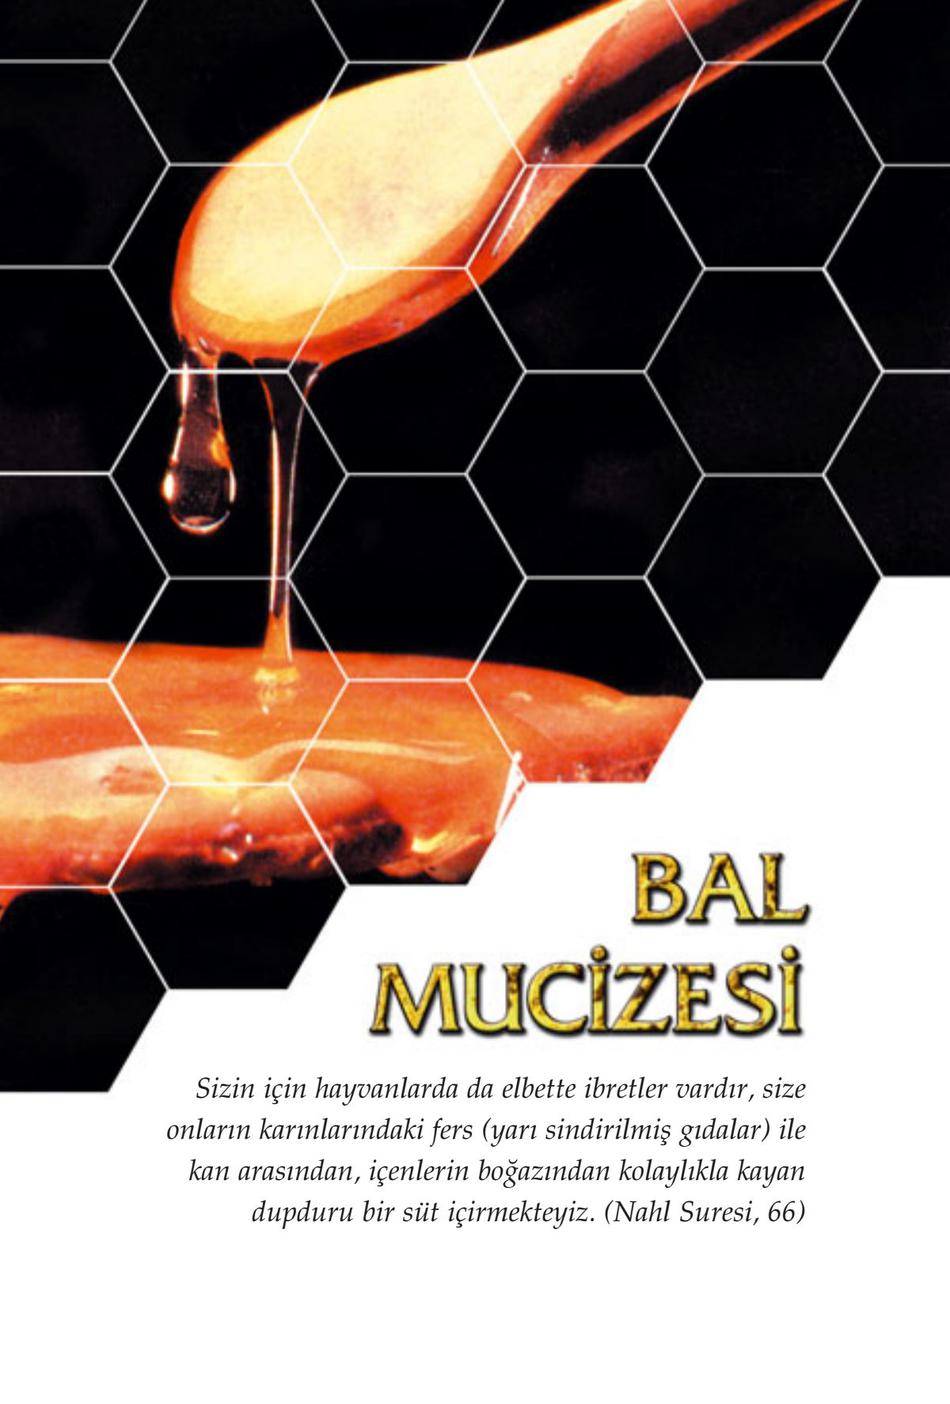 BAL
MUCİZESİ
Sizin için hayvanlarda da elbette ibretler vardır, size
onların karınlarındaki fers (yarı sindirilmiş gıdalar) ile
kan arasından, içenlerin boğazından kolaylıkla kayan
dupduru bir süt içirmekteyiz. (Nahl Suresi, 66)